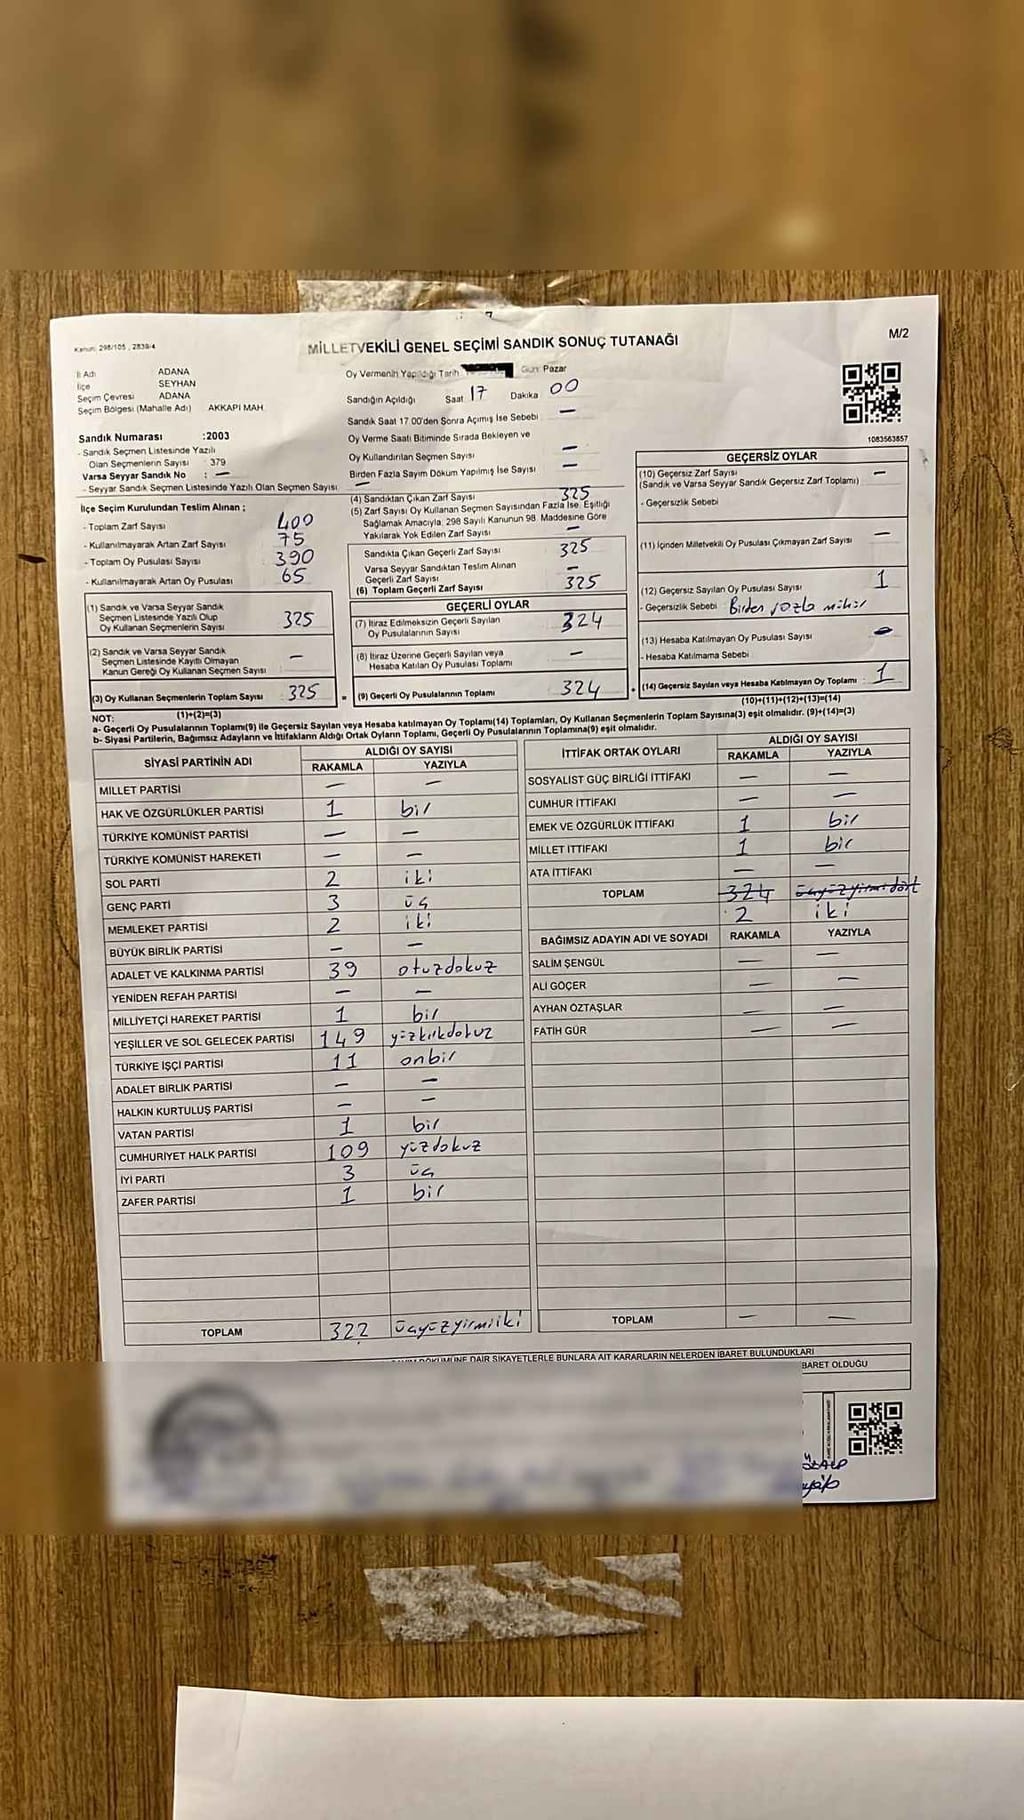 Kanun: 298/105 , 2839/4
MİLLETVEKİLİ GENEL SEÇİMİ SANDIK SONUÇ TUTANAĞI
M/2
İl Adı ADANA
İlçe SEYHAN
Seçim Çevresi ADANA
Seçim Bölgesi (Mahalle Adı) AKKAPI MAH.
Sandık Numarası :2003
- Sandık Seçmen Listesinde Yazılı
Olan Seçmenlerin Sayısı : 379
Varsa Seyyar Sandık No : —
- Seyyar Sandık Seçmen Listesinde Yazılı Olan Seçmen Sayısı —
Oy Vermenin Yapıldığı Tarih Gün: Pazar
Sandığın Açıldığı Saat 17 Dakika 00
Sandık Saat 17:00'den Sonra Açımış İse Sebebi —
Oy Verme Saati Bitiminde Sırada Bekleyen ve
Oy Kullandırılan Seçmen Sayısı —
Birden Fazla Sayım Döküm Yapılmış İse Sayısı —
1083563857
İlçe Seçim Kurulundan Teslim Alınan ;
- Toplam Zarf Sayısı 400
- Kullanılmayarak Artan Zarf Sayısı 75
- Toplam Oy Pusulası Sayısı 390
- Kullanılmayarak Artan Oy Pusulası 65
(1) Sandık ve Varsa Seyyar Sandık
Seçmen Listesinde Yazılı Olup
Oy Kullanan Seçmenlerin Sayısı 325
(2) Sandık ve Varsa Seyyar Sandık
Seçmen Listesinde Kayıtlı Olmayan
Kanun Gereği Oy Kullanan Seçmen Sayısı —
(3) Oy Kullanan Seçmenlerin Toplam Sayısı 325
(1)+(2)=(3)
(4) Sandıktan Çıkan Zarf Sayısı 325
(5) Zarf Sayısı Oy Kullanan Seçmen Sayısından Fazla İse, Eşitliği
Sağlamak Amacıyla, 298 Sayılı Kanunun 98. Maddesine Göre
Yakılarak Yok Edilen Zarf Sayısı —
Sandıkta Çıkan Geçerli Zarf Sayısı 325
Varsa Seyyar Sandıktan Teslim Alınan
Geçerli Zarf Sayısı —
(6) Toplam Geçerli Zarf Sayısı 325
GEÇERLİ OYLAR
(7) İtiraz Edilmeksizin Geçerli Sayılan
Oy Pusulalarının Sayısı 324
(8) İtiraz Üzerine Geçerli Sayılan veya
Hesaba Katılan Oy Pusulası Toplamı —
(9) Geçerli Oy Pusulalarının Toplamı 324
GEÇERSİZ OYLAR
(10) Geçersiz Zarf Sayısı —
(Sandık ve Varsa Seyyar Sandık Geçersiz Zarf Toplamı)
- Geçersizlik Sebebi
(11) İçinden Milletvekili Oy Pusulası Çıkmayan Zarf Sayısı —
(12) Geçersiz Sayılan Oy Pusulası Sayısı 1
- Geçersizlik Sebebi Birden fazla mühür
(13) Hesaba Katılmayan Oy Pusulası Sayısı —
- Hesaba Katılmama Sebebi
(14) Geçersiz Sayılan veya Hesaba Katılmayan Oy Toplamı 1
(10)+(11)+(12)+(13)=(14)
NOT:
a- Geçerli Oy Pusulalarının Toplam(9) ile Geçersiz Sayılan veya Hesaba katılmayan Oy Toplamı(14) Toplamları, Oy Kullanan Seçmenlerin Toplam Sayısına(3) eşit olmalıdır. (9)+(14)=(3)
b- Siyasi Partilerin, Bağımsız Adayların ve İttifakların Aldığı Ortak Oyların Toplamı, Geçerli Oy Pusulalarının Toplamına(9) eşit olmalıdır.
SİYASİ PARTİNİN ADI ALDIĞI OY SAYISI
RAKAMLA YAZIYLA
MİLLET PARTİSİ — —
HAK VE ÖZGÜRLÜKLER PARTİSİ 1 bir
TÜRKİYE KOMÜNİST PARTİSİ — —
TÜRKİYE KOMÜNİST HAREKETİ — —
SOL PARTİ 2 iki
GENÇ PARTİ 3 üç
MEMLEKET PARTİSİ 2 iki
BÜYÜK BİRLİK PARTİSİ — —
ADALET VE KALKINMA PARTİSİ 39 otuzdokuz
YENİDEN REFAH PARTİSİ — —
MİLLİYETÇİ HAREKET PARTİSİ 1 bir
YEŞİLLER VE SOL GELECEK PARTİSİ 149 yüzkırkdokuz
TÜRKİYE İŞÇİ PARTİSİ 11 onbir
ADALET BİRLİK PARTİSİ — —
HALKIN KURTULUŞ PARTİSİ — —
VATAN PARTİSİ 1 bir
CUMHURİYET HALK PARTİSİ 109 yüzdokuz
İYİ PARTİ 3 üç
ZAFER PARTİSİ 1 bir
TOPLAM 322 üçyüzyirmiiki
İTTİFAK ORTAK OYLARI ALDIĞI OY SAYISI
RAKAMLA YAZIYLA
SOSYALİST GÜÇ BİRLİĞİ İTTİFAKI — —
CUMHUR İTTİFAKI — —
EMEK VE ÖZGÜRLÜK İTTİFAKI 1 bir
MİLLET İTTİFAKI 1 bir
ATA İTTİFAKI — —
TOPLAM 324 üçyüzyirmidört
2 iki
BAĞIMSIZ ADAYIN ADI VE SOYADI RAKAMLA YAZIYLA
SALİM ŞENGÜL — —
ALİ GÖÇER — —
AYHAN ÖZTAŞLAR — —
FATİH GÜR — —
TOPLAM — —
DÖKÜMÜNE DAİR ŞİKAYETLERLE BUNLARA AİT KARARLARIN NELERDEN İBARET BULUNDUKLARI
BARET OLDUĞU